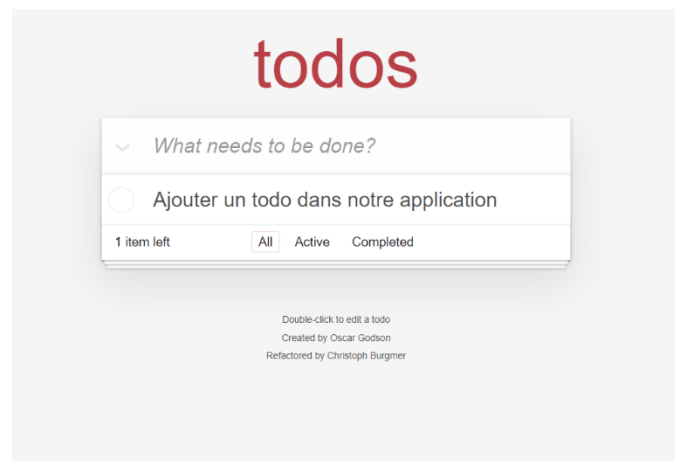 todos
What needs to be done?
Ajouter un todo dans notre application
1 item left All Active Completed
Double-click to edit a todo
Created by Oscar Godson
Refactored by Christoph Burgmer